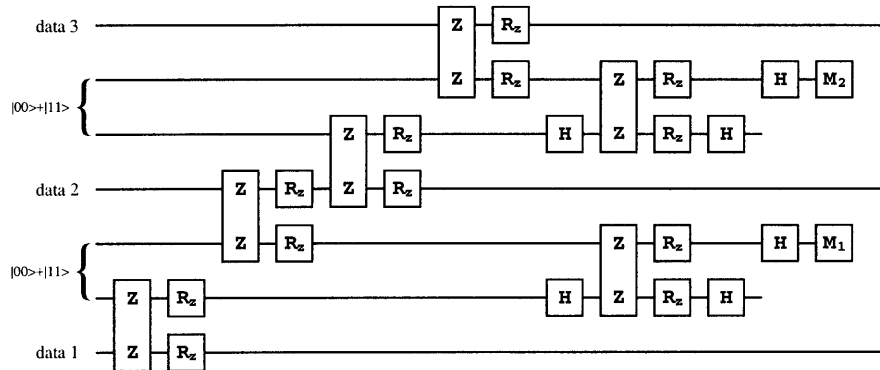 data 3 Z R_z
Z R_z Z R_z H M_2
|00>+|11>
Z R_z H Z R_z H
data 2 Z R_z Z R_z
Z R_z Z R_z H M_1
|00>+|11>
Z R_z H Z R_z H
data 1 Z R_z